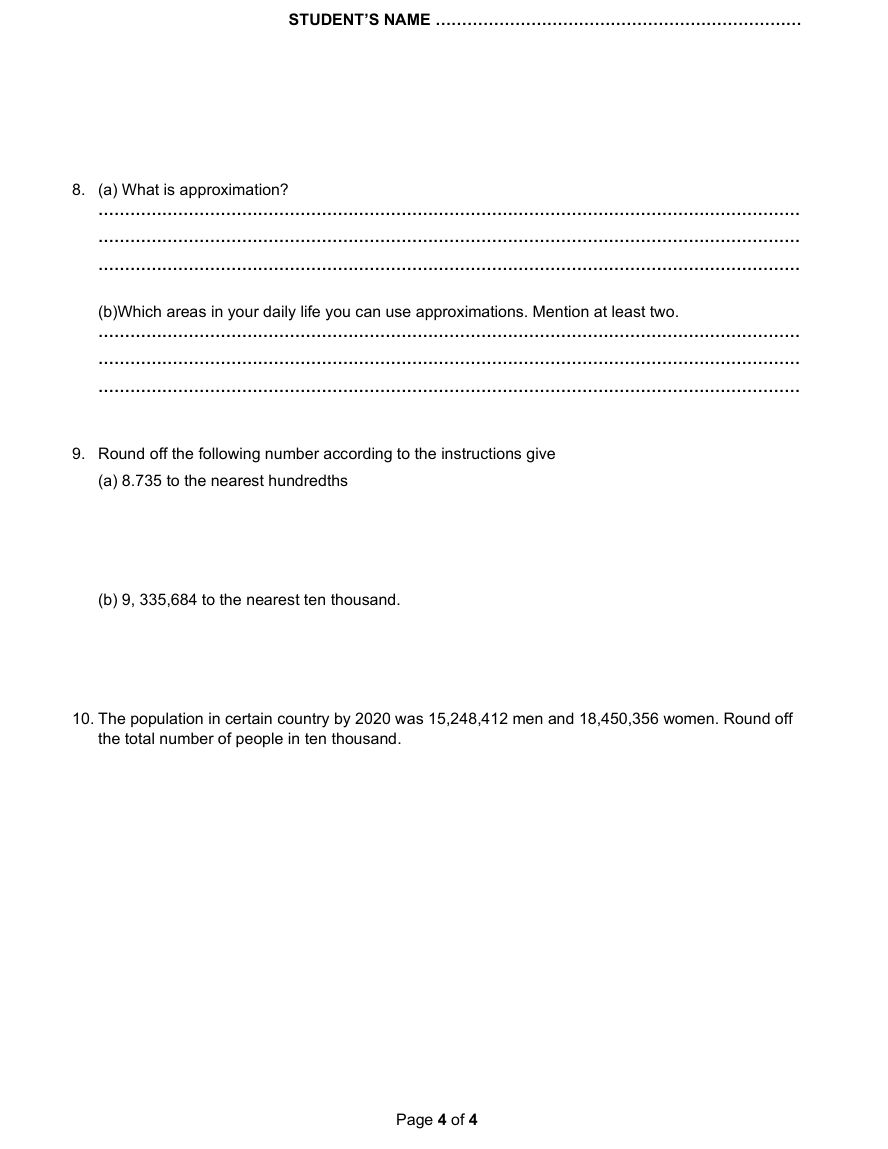 STUDENT’S NAME ……………………………………………………………
8. (a) What is approximation?
……………………………………………………………………………………………………………………
……………………………………………………………………………………………………………………
……………………………………………………………………………………………………………………
(b)Which areas in your daily life you can use approximations. Mention at least two.
……………………………………………………………………………………………………………………
……………………………………………………………………………………………………………………
……………………………………………………………………………………………………………………
9. Round off the following number according to the instructions give
(a) 8.735 to the nearest hundredths
(b) 9, 335,684 to the nearest ten thousand.
10. The population in certain country by 2020 was 15,248,412 men and 18,450,356 women. Round off
the total number of people in ten thousand.
Page 4 of 4